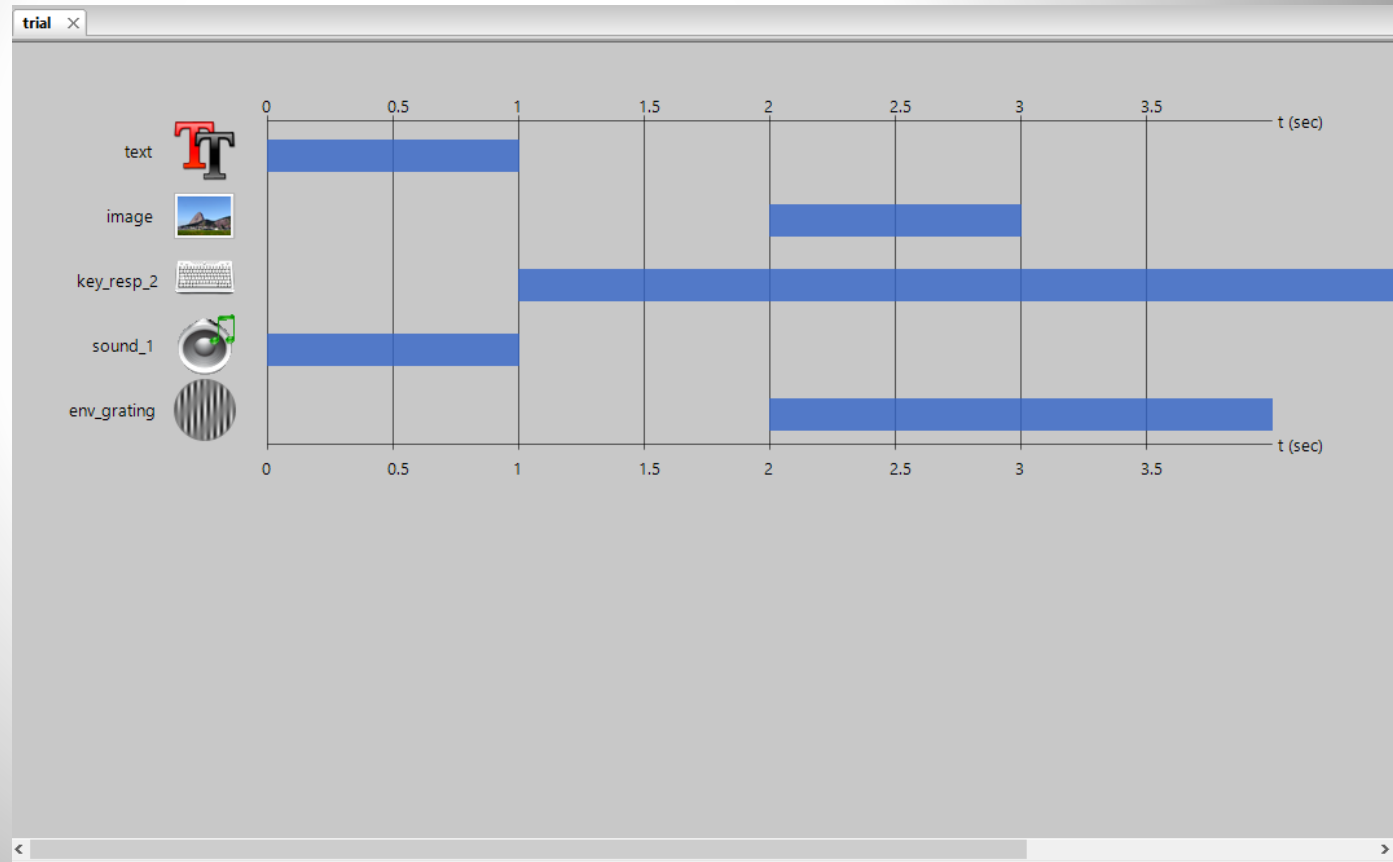 trial
0 0.5 1 1.5 2 2.5 3 3.5
t (sec)
text
image
key_resp_2
sound_1
env_grating
t (sec)
0 0.5 1 1.5 2 2.5 3 3.5